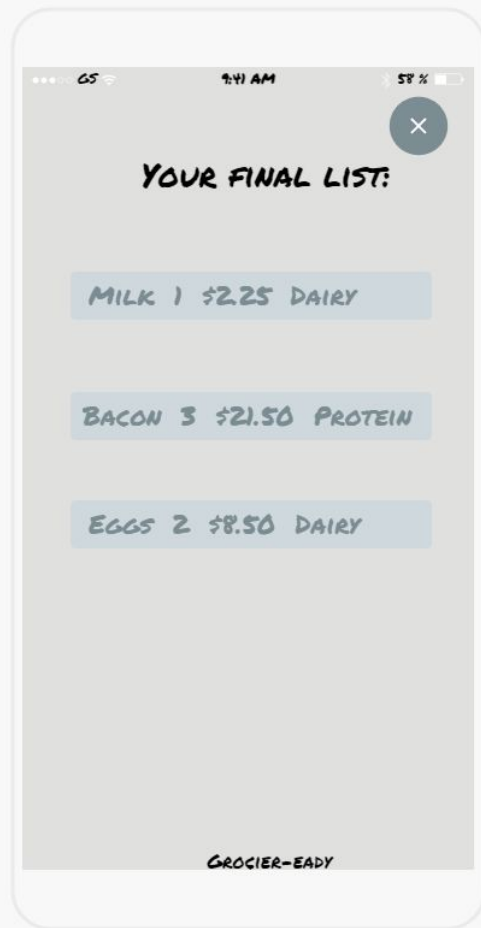 GS 9:41 AM 58 %
Your final list:
Milk 1 $2.25 Dairy
Bacon 3 $21.50 Protein
Eggs 2 $8.50 Dairy
Groçier-eady